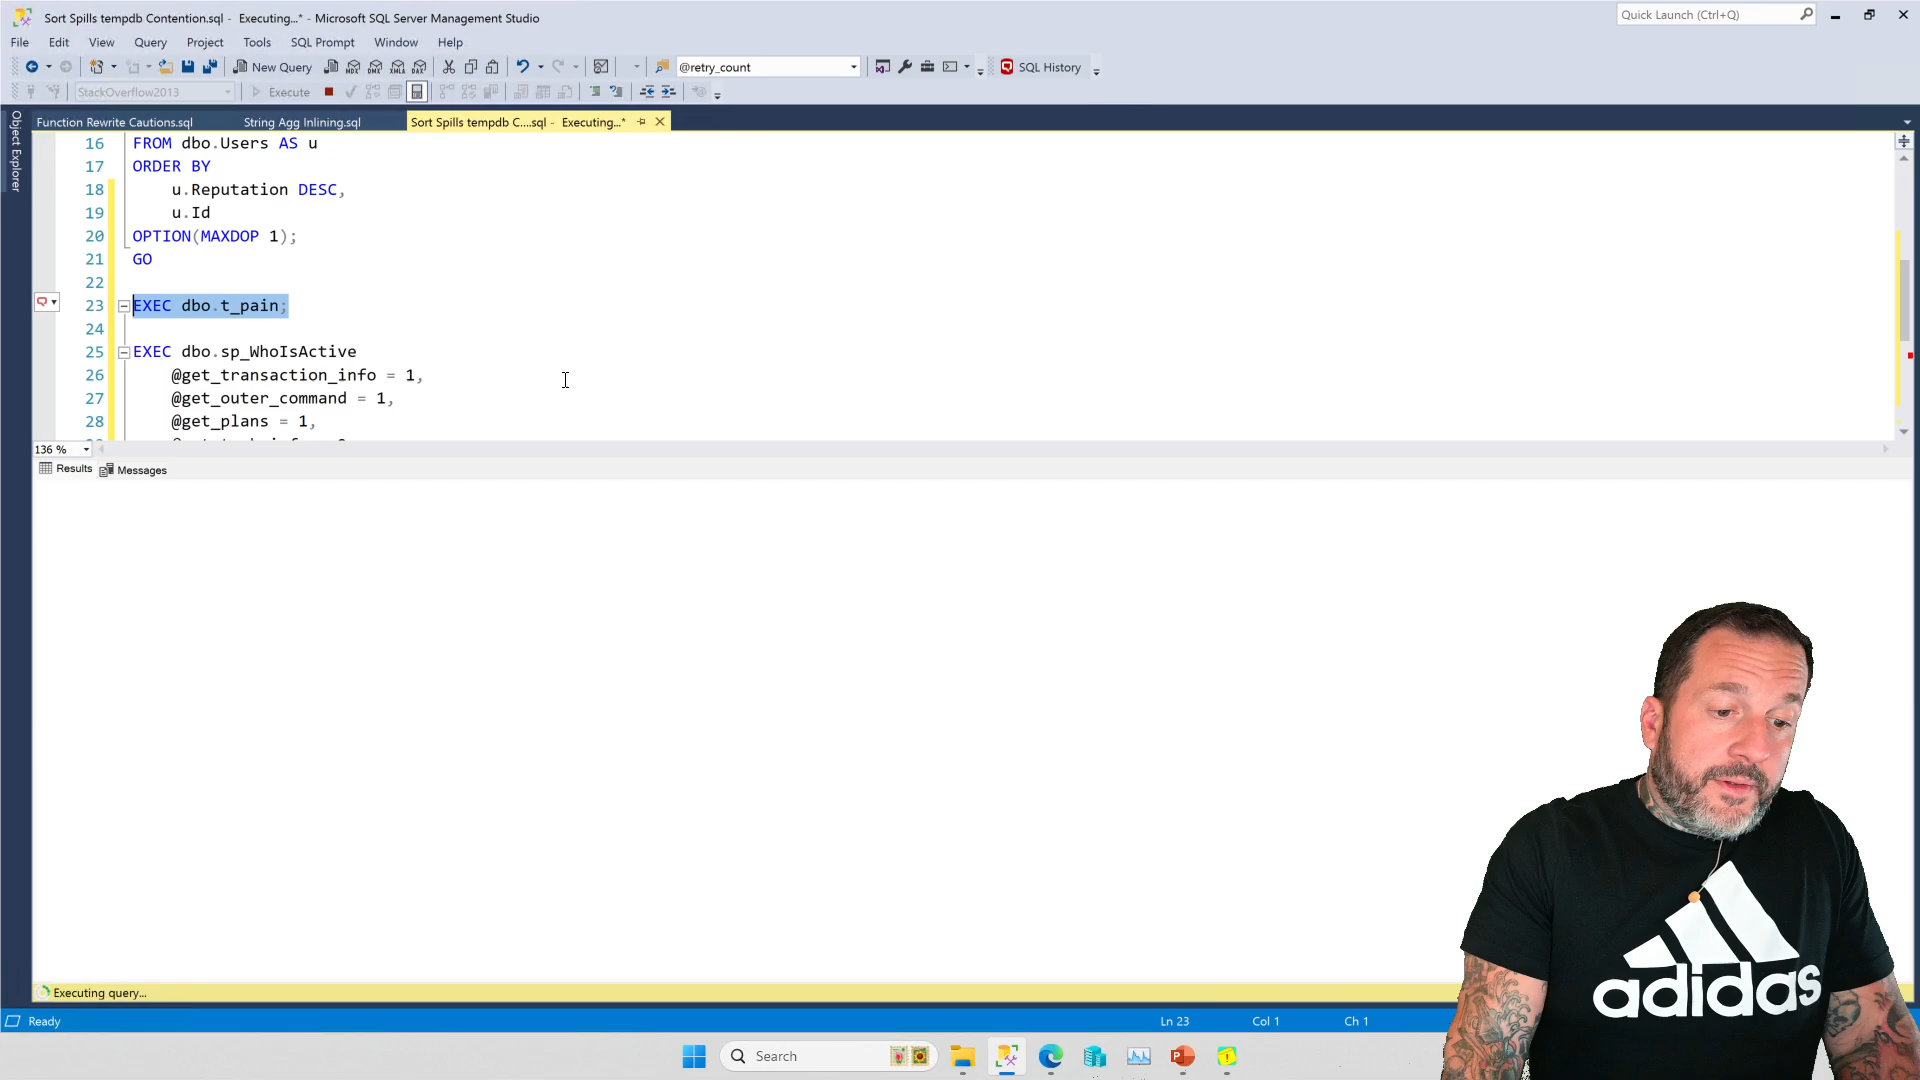 Sort Spills tempdb Contention.sql - Executing...* - Microsoft SQL Server Management Studio
Quick Launch (Ctrl+Q)
File Edit View Query Project Tools SQL Prompt Window Help
New Query
MDX DMX XMLA DAX
@retry_count
SQL History
StackOverflow2013
Execute
Function Rewrite Cautions.sql
String Agg Inlining.sql
Sort Spills tempdb C....sql - Executing...*
Object Explorer
16 FROM dbo.Users AS u
17 ORDER BY
18 u.Reputation DESC,
19 u.Id
20 OPTION(MAXDOP 1);
21 GO
22
23 EXEC dbo.t_pain;
24
25 EXEC dbo.sp_WhoIsActive
26 @get_transaction_info = 1,
27 @get_outer_command = 1,
28 @get_plans = 1,
136 %
Results Messages
adidas
Executing query...
Ready
Ln 23
Col 1
Ch 1
Search